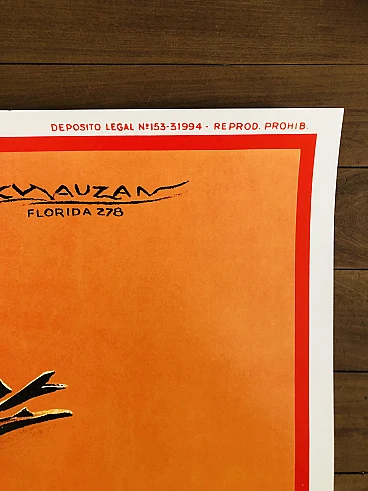 DEPOSITO LEGAL Nº153-31994 - REPROD. PROHIB.
MAUZAN
FLORIDA 278